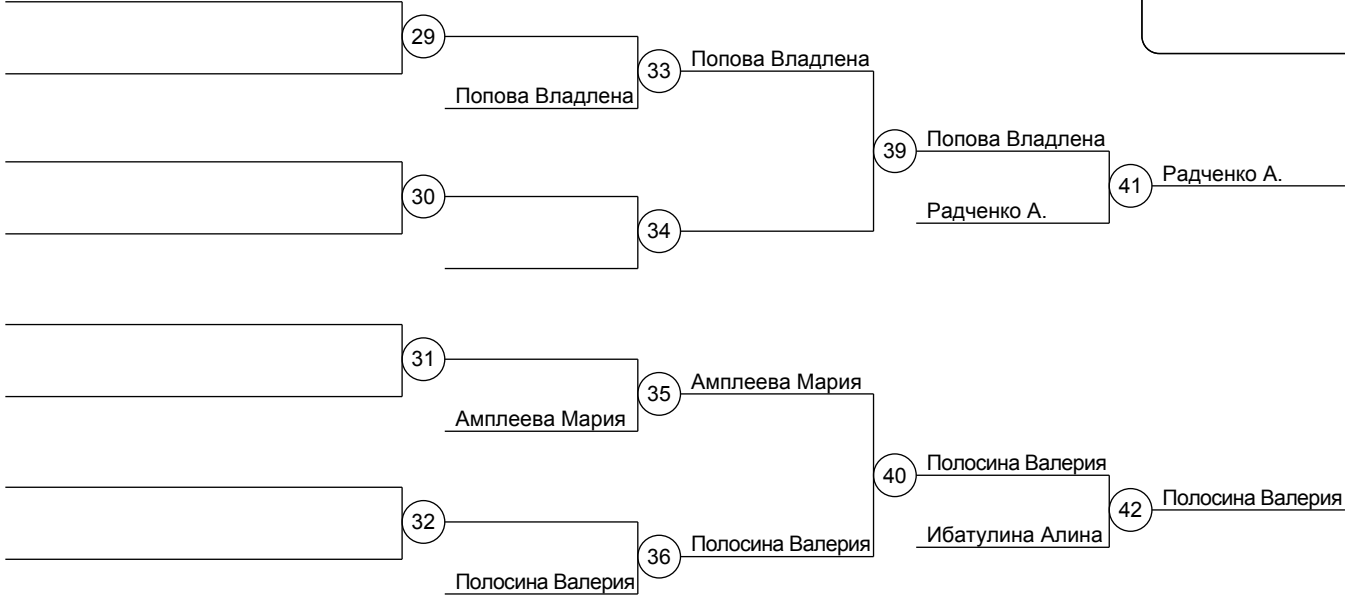 29
33
Попова Владлена
Попова Владлена
39
Попова Владлена
30
41
Радченко А.
Радченко А.
34
31
35
Амплеева Мария
Амплеева Мария
40
Полосина Валерия
32
42
Полосина Валерия
Ибатулина Алина
36
Полосина Валерия
Полосина Валерия